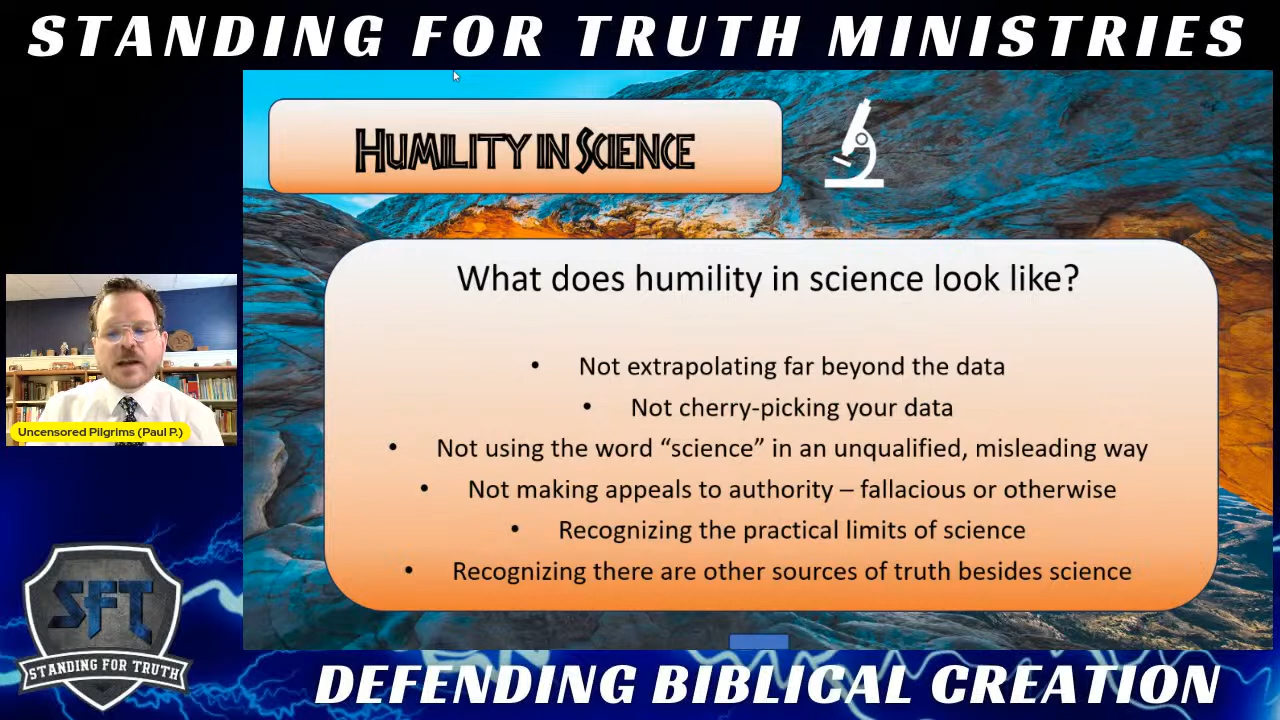 STANDING FOR TRUTH MINISTRIES
HUMILITY IN SCIENCE
What does humility in science look like?
• Not extrapolating far beyond the data
• Not cherry-picking your data
• Not using the word “science” in an unqualified, misleading way
• Not making appeals to authority – fallacious or otherwise
• Recognizing the practical limits of science
• Recognizing there are other sources of truth besides science
Uncensored Pilgrims (Paul P.)
SFT
STANDING FOR TRUTH
DEFENDING BIBLICAL CREATION